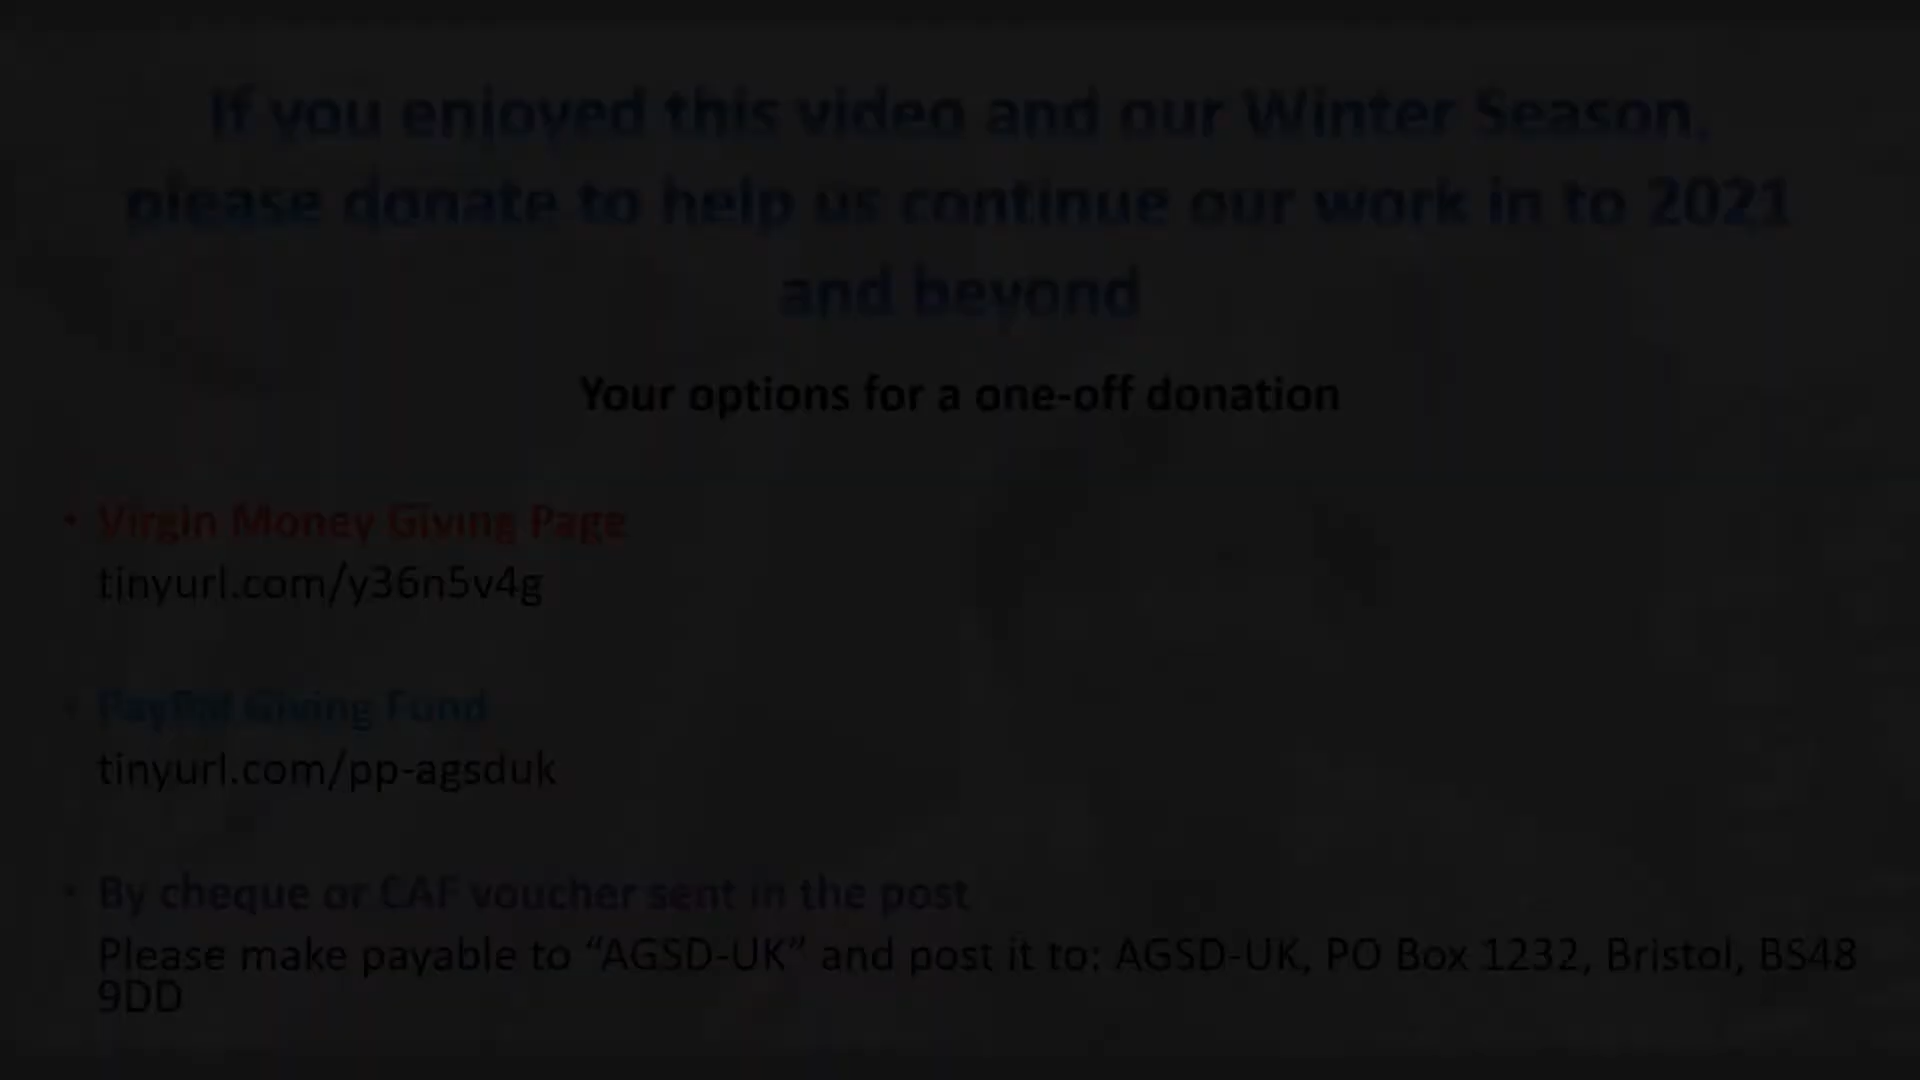 If you enjoyed this video and our Winter Season,
please donate to help us continue our work in to 2021
and beyond
Your options for a one-off donation
• Virgin Money Giving Page
tinyurl.com/y36n5v4g
• PayPal Giving Fund
tinyurl.com/pp-agsduk
• By cheque or CAF voucher sent in the post
Please make payable to “AGSD-UK” and post it to: AGSD-UK, PO Box 1232, Bristol, BS48
9DD